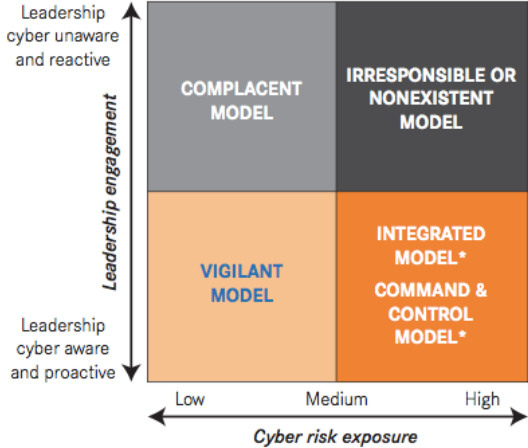 Leadership
cyber unaware
and reactive
COMPLACENT
MODEL
IRRESPONSIBLE OR
NONEXISTENT
MODEL
Leadership engagement
VIGILANT
MODEL
INTEGRATED
MODEL*
COMMAND &
CONTROL
MODEL*
Leadership
cyber aware
and proactive
Low
Medium
High
Cyber risk exposure